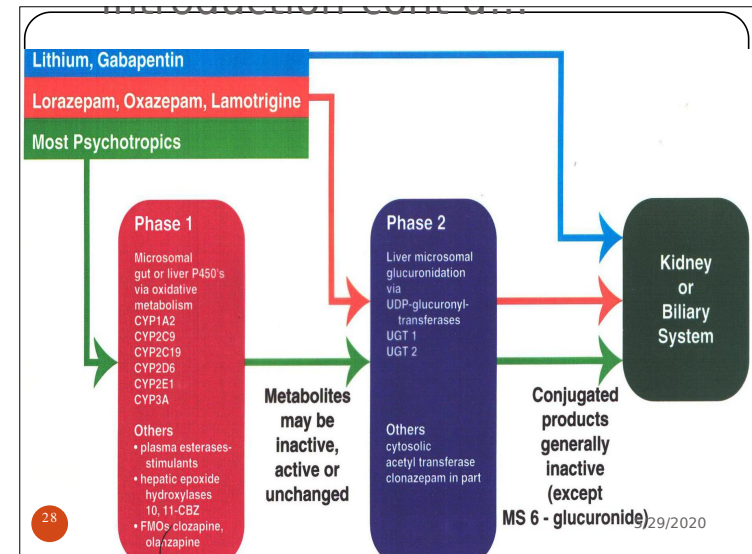 Introduction cont'd...
Lithium, Gabapentin
Lorazepam, Oxazepam, Lamotrigine
Most Psychotropics
Phase 1
Microsomal
gut or liver P450's
via oxidative
metabolism
CYP1A2
CYP2C9
CYP2C19
CYP2D6
CYP2E1
CYP3A
Others
• plasma esterases-
stimulants
• hepatic epoxide
hydroxylases
10, 11-CBZ
• FMOs clozapine,
olanzapine
Metabolites
may be
inactive,
active or
unchanged
Phase 2
Liver microsomal
glucuronidation
via
UDP-glucuronyl-
transferases
UGT 1
UGT 2
Others
cytosolic
acetyl transferase
clonazepam in part
Conjugated
products
generally
inactive
(except
MS 6 - glucuronide)
Kidney
or
Biliary
System
28
5/29/2020